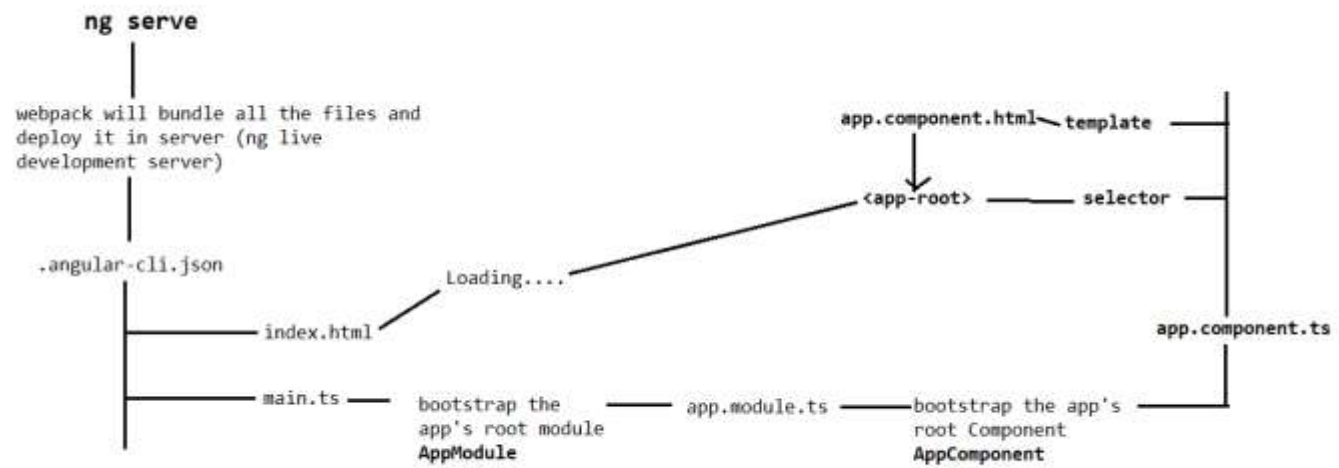 ng serve
webpack will bundle all the files and
deploy it in server (ng live
development server)
.angular-cli.json
index.html
main.ts
Loading....
bootstrap the
app's root module
AppModule
app.module.ts
bootstrap the app's
root Component
AppComponent
app.component.ts
app.component.html
template
<app-root>
selector